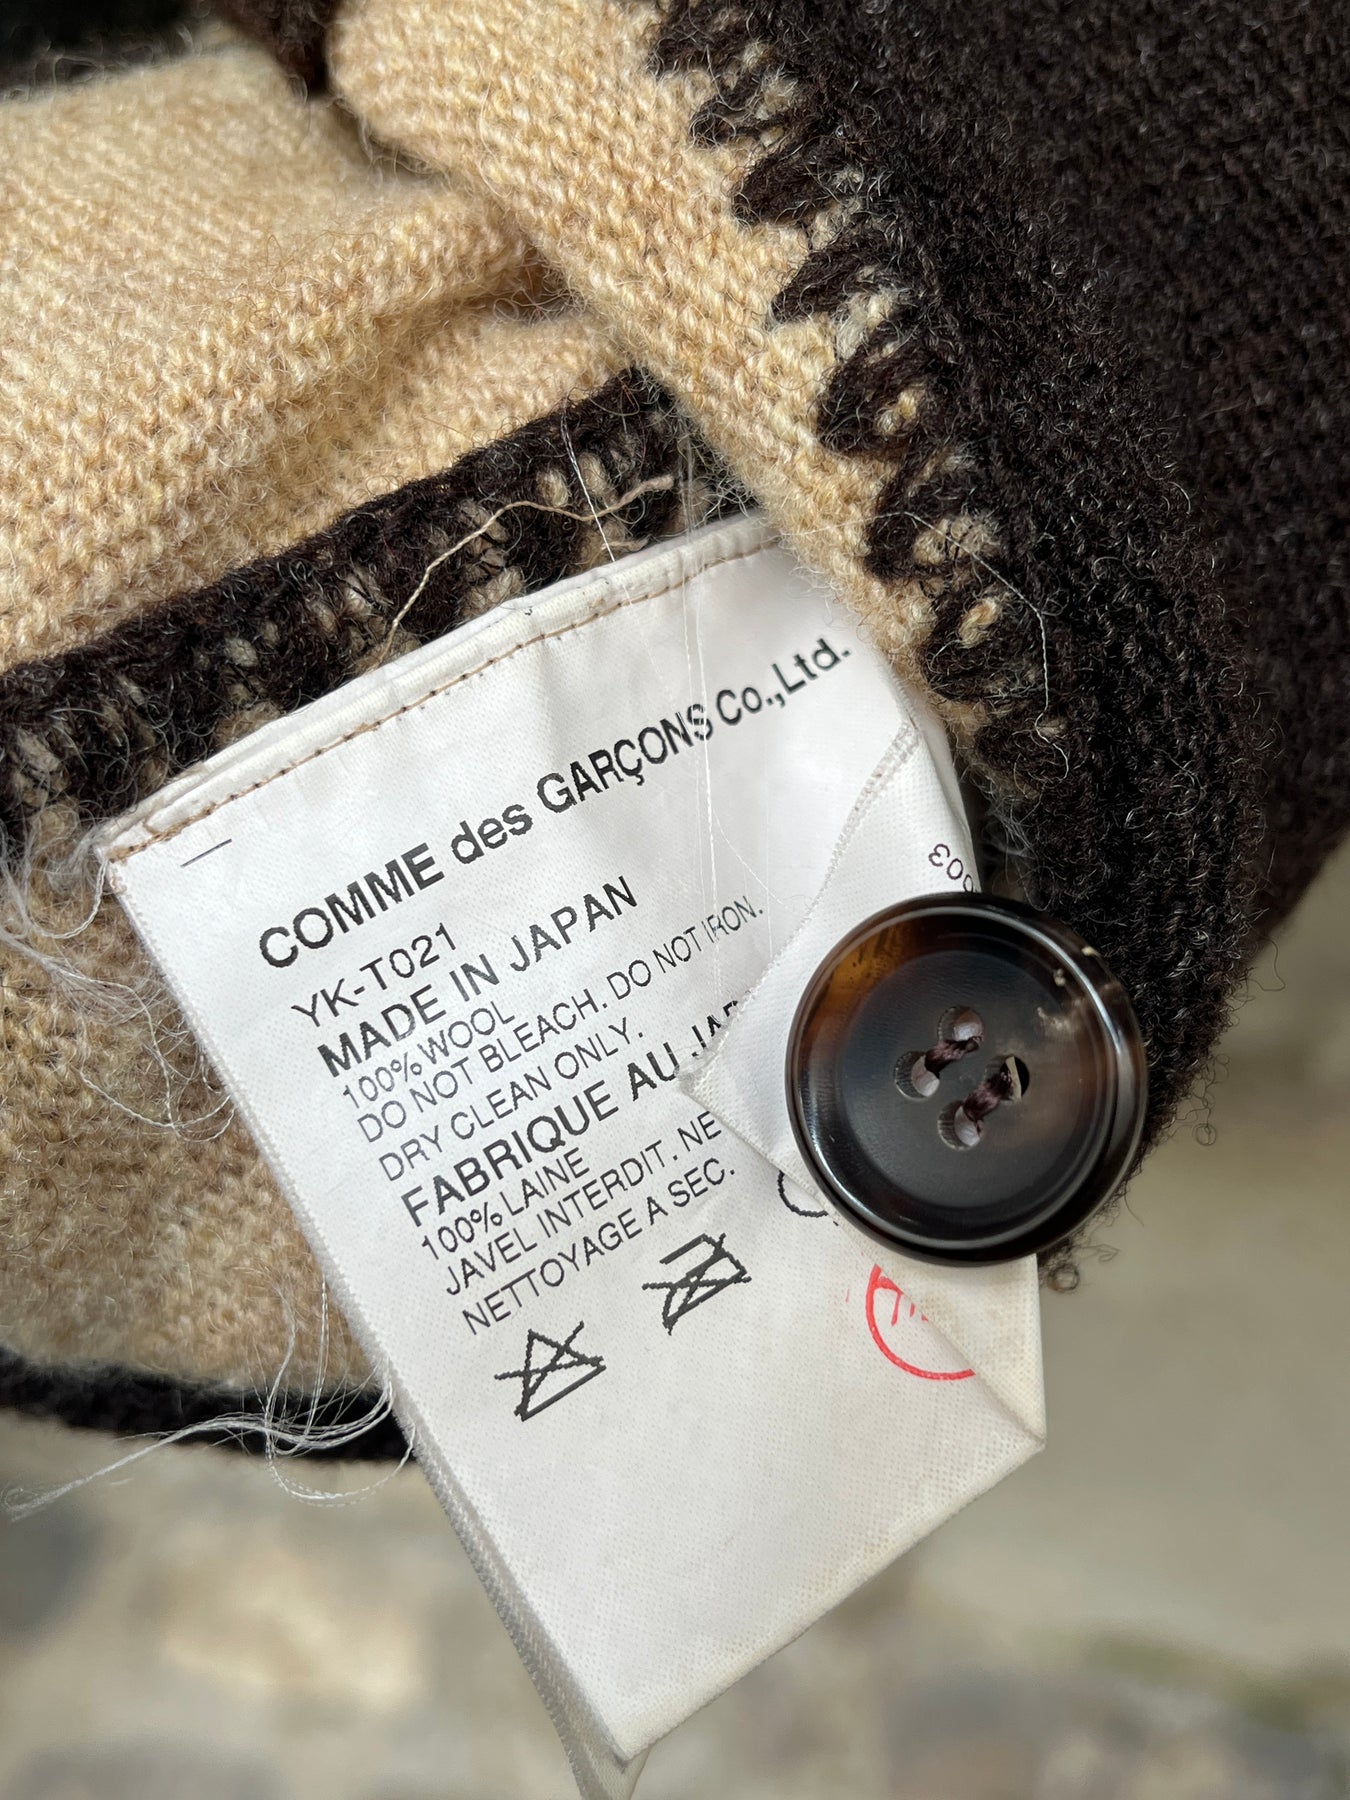 COMME des GARÇONS Co.,Ltd.
YK-T021
MADE IN JAPAN
100% WOOL
DO NOT BLEACH. DO NOT IRON.
DRY CLEAN ONLY.
FABRIQUE AU
100% LAINE
JAVEL INTERDIT. NE
NETTOYAGE A SEC.